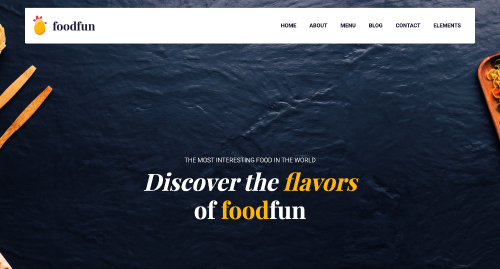 foodfun
HOME ABOUT MENU BLOG CONTACT ELEMENTS
THE MOST INTERESTING FOOD IN THE WORLD
Discover the flavors
of foodfun